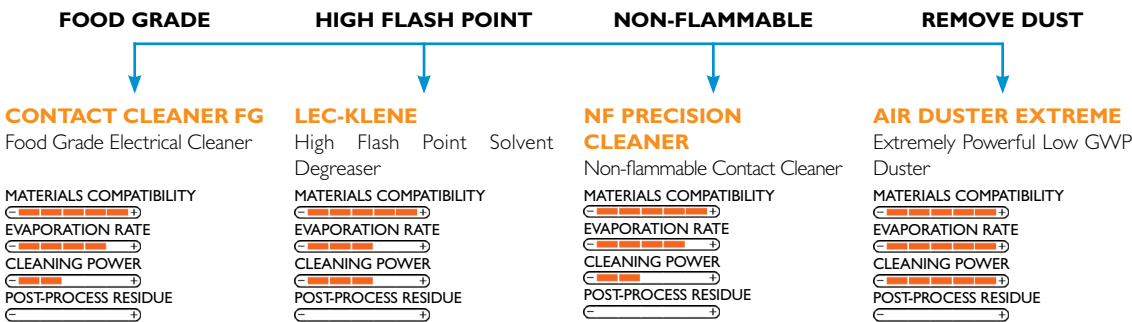 FOOD GRADE
HIGH FLASH POINT
NON-FLAMMABLE
REMOVE DUST
CONTACT CLEANER FG
Food Grade Electrical Cleaner
MATERIALS COMPATIBILITY
- +
EVAPORATION RATE
- +
CLEANING POWER
- +
POST-PROCESS RESIDUE
- +
LEC-KLENE
High Flash Point Solvent
Degreaser
MATERIALS COMPATIBILITY
- +
EVAPORATION RATE
- +
CLEANING POWER
- +
POST-PROCESS RESIDUE
- +
NF PRECISION
CLEANER
Non-flammable Contact Cleaner
MATERIALS COMPATIBILITY
- +
EVAPORATION RATE
- +
CLEANING POWER
- +
POST-PROCESS RESIDUE
- +
AIR DUSTER EXTREME
Extremely Powerful Low GWP
Duster
MATERIALS COMPATIBILITY
- +
EVAPORATION RATE
- +
CLEANING POWER
- +
POST-PROCESS RESIDUE
- +